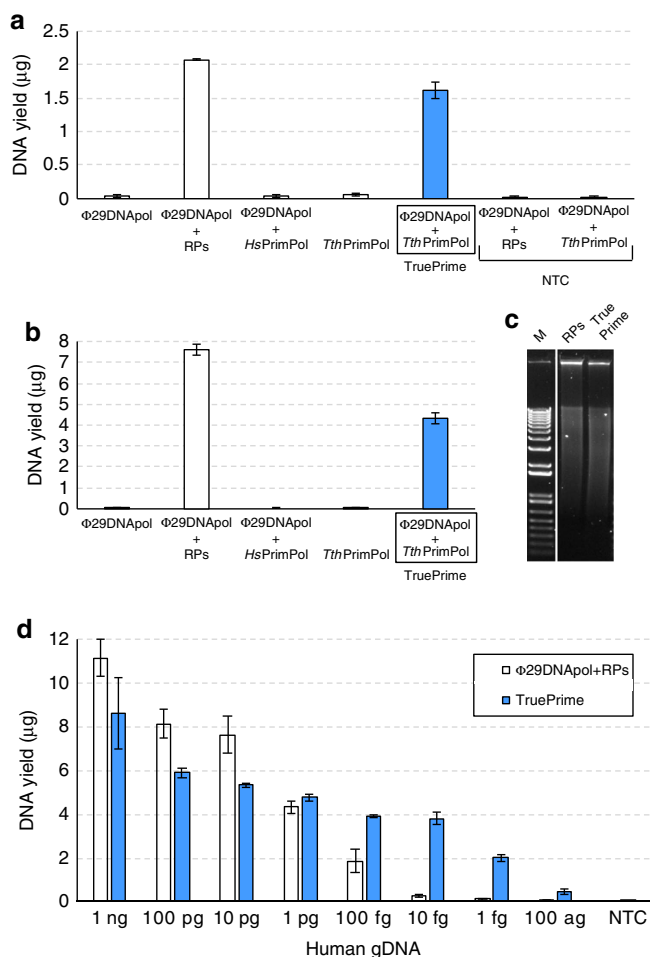 a
DNA yield (μg)
2.5
2
1.5
1
0.5
0
Φ29DNApol
Φ29DNApol
+
RPs
Φ29DNApol
+
HsPrimPol
TthPrimPol
Φ29DNApol
+
TthPrimPol
TruePrime
Φ29DNApol
+
RPs
Φ29DNApol
+
TthPrimPol
NTC
b
DNA yield (μg)
8
7
6
5
4
3
2
1
0
Φ29DNApol
Φ29DNApol
+
RPs
Φ29DNApol
+
HsPrimPol
TthPrimPol
Φ29DNApol
+
TthPrimPol
TruePrime
c
M
RPs
True
Prime
d
DNA yield (μg)
12
10
8
6
4
2
0
Φ29DNApol+RPs
TruePrime
1 ng
100 pg
10 pg
1 pg
100 fg
10 fg
1 fg
100 ag
NTC
Human gDNA